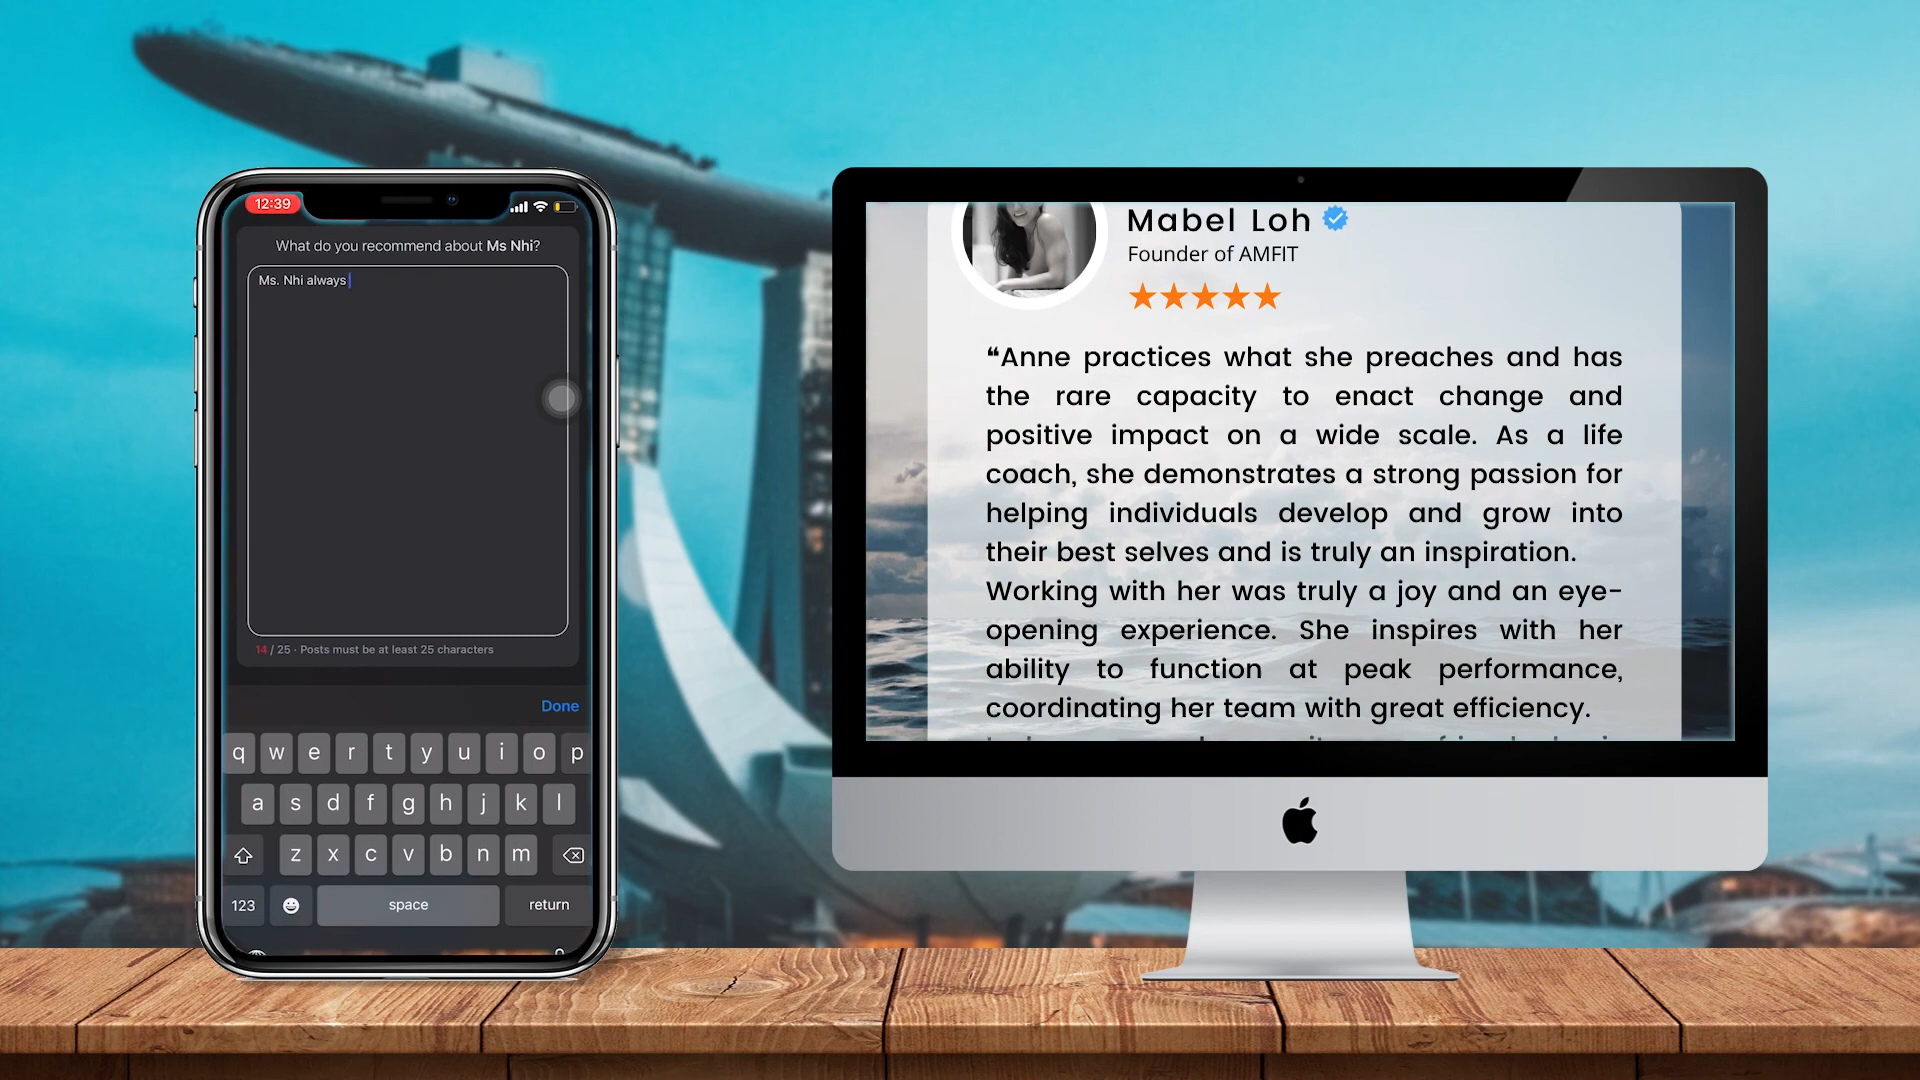 12:39
What do you recommend about Ms Nhi?
Ms. Nhi always
14 / 25 · Posts must be at least 25 characters
Done
q w e r t y u i o p
a s d f g h j k l
z x c v b n m
123 space return
Mabel Loh
Founder of AMFIT
❝Anne practices what she preaches and has
the rare capacity to enact change and
positive impact on a wide scale. As a life
coach, she demonstrates a strong passion for
helping individuals develop and grow into
their best selves and is truly an inspiration.
Working with her was truly a joy and an eye-
opening experience. She inspires with her
ability to function at peak performance,
coordinating her team with great efficiency.